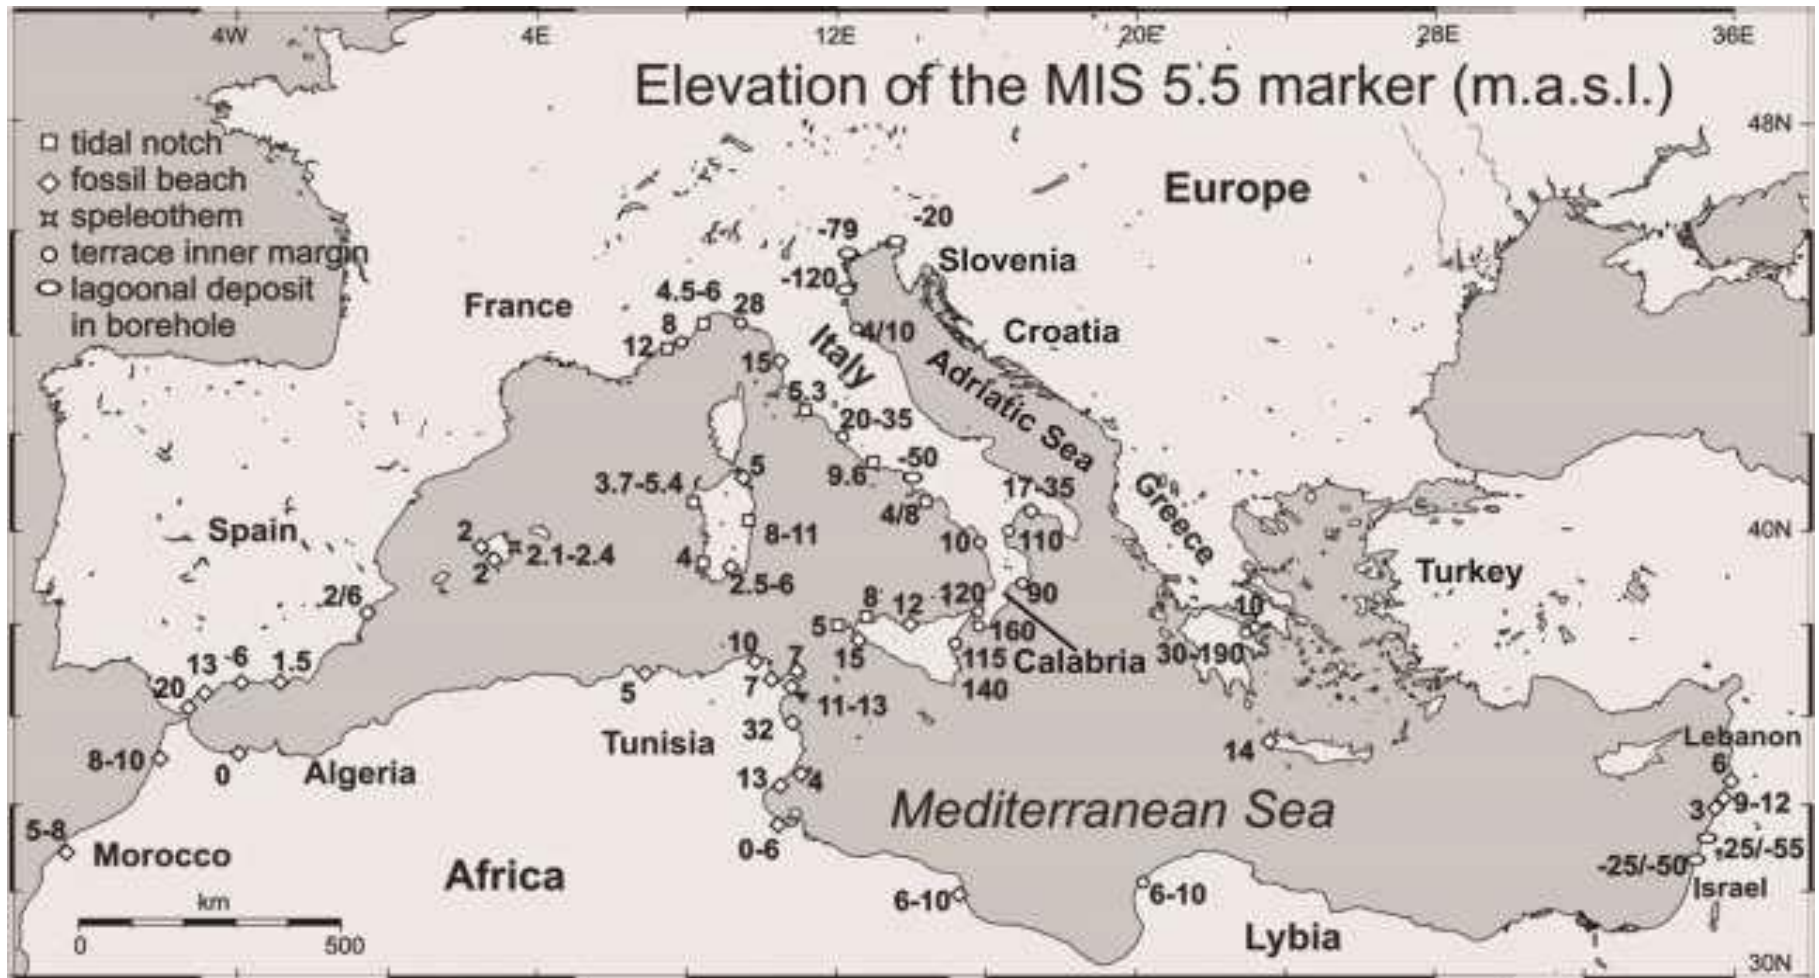 4W 4E 12E 20E 28E 36E
Elevation of the MIS 5.5 marker (m.a.s.l.)
48N
tidal notch
fossil beach
speleothem
terrace inner margin
lagoonal deposit
in borehole
Europe
-20
-79
Slovenia
-120
4.5-6
28
France
8
12
4/10
Croatia
Italy
15
Adriatic Sea
5.3
20-35
-50
9.6
5
3.7-5.4
17-35
4/8
Greece
Spain
8-11
40N
2
2.1-2.4
2
10
110
4
2.5-6
Turkey
2/6
120
90
8
12
10
5
160
15
115
Calabria
30-190
140
13
-6
1.5
20
10
7
5
7
11-13
32
Tunisia
14
Lebanon
8-10
0
Algeria
6
13
4
Mediterranean Sea
3
9-12
5-8
Morocco
0-6
-25/-55
-25/-50
Israel
Africa
6-10
6-10
km
0
500
Lybia
30N